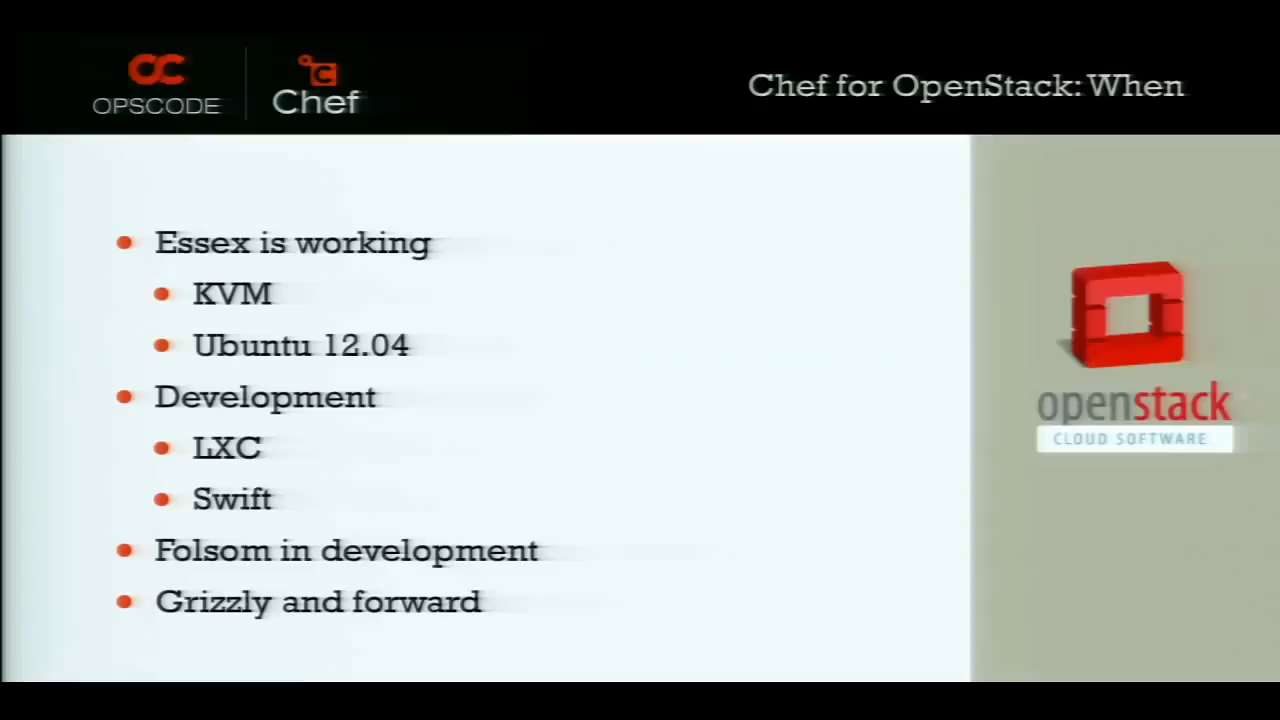 OPSCODE
Chef
Chef for OpenStack: When
Essex is working
KVM
Ubuntu 12.04
Development
LXC
Swift
Folsom in development
Grizzly and forward
openstack
CLOUD SOFTWARE